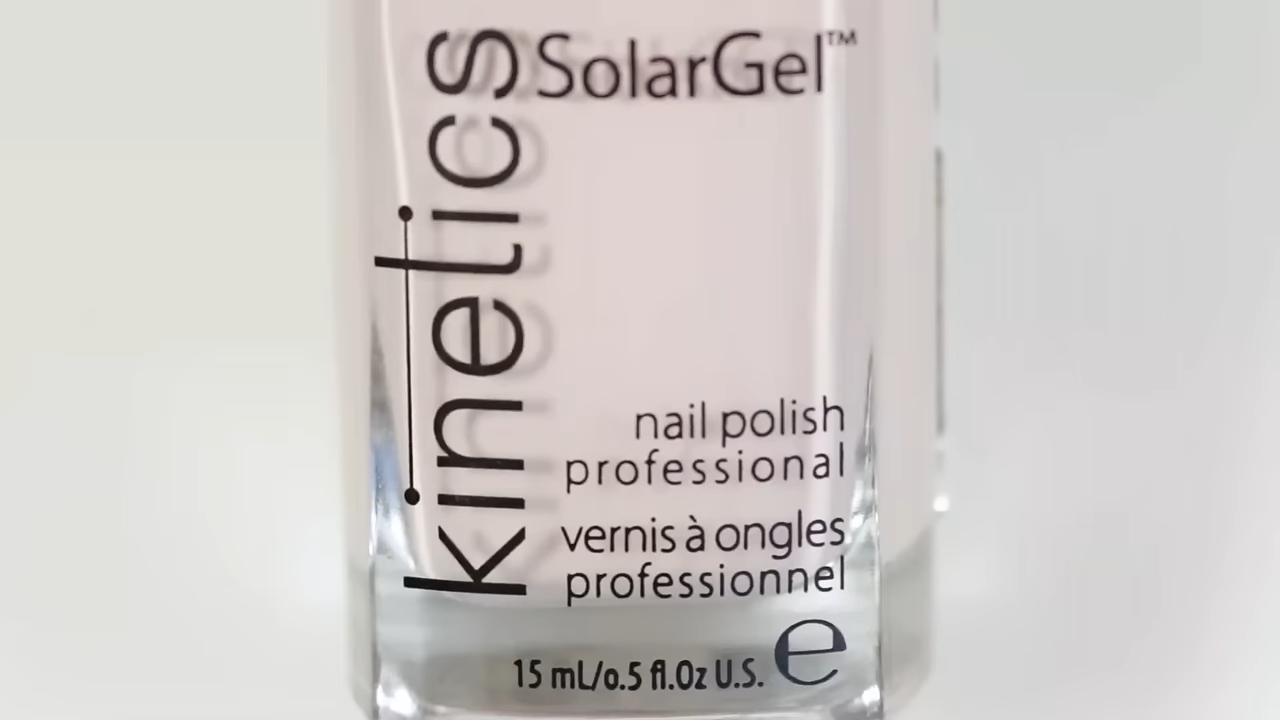 kinetics
SolarGel™
nail polish
professional
vernis à ongles
professionnel
15 mL/0.5 fl.Oz U.S. ℮